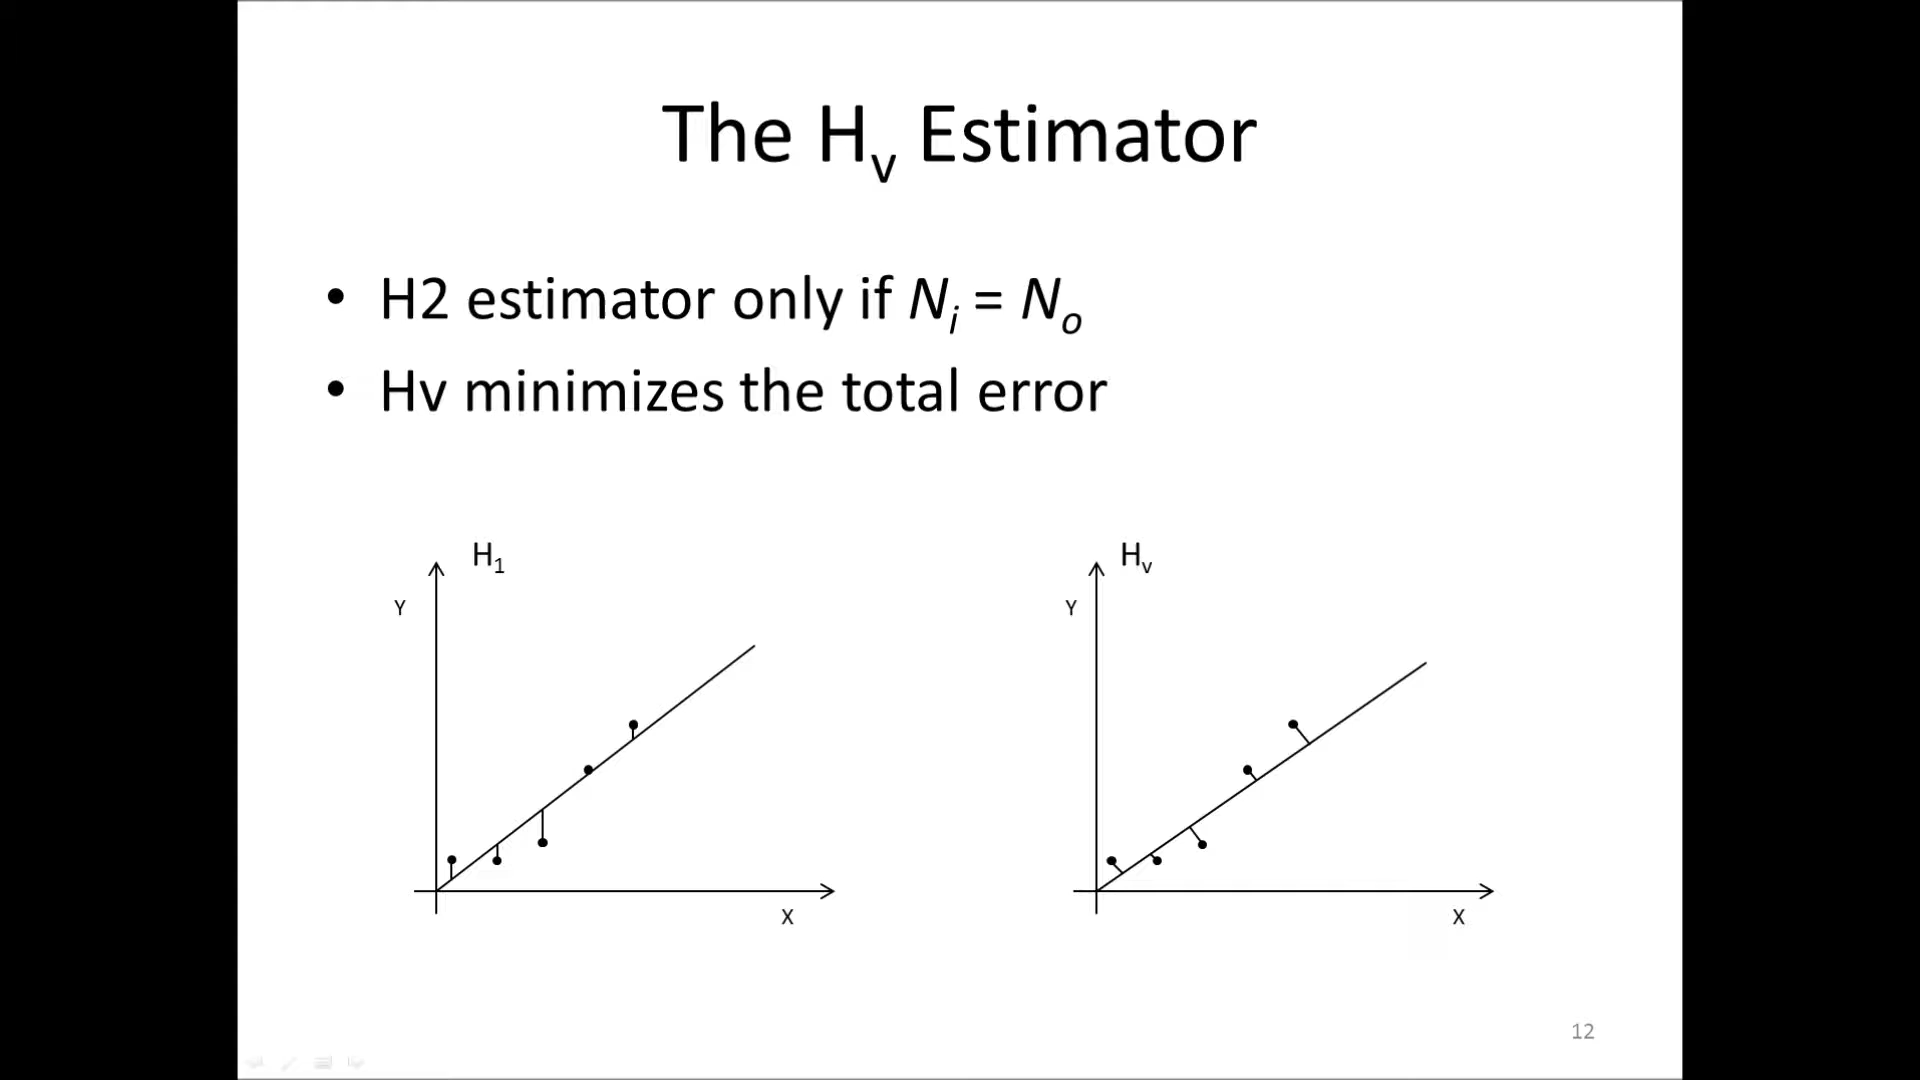 The Hv Estimator
• H2 estimator only if Ni = No
• Hv minimizes the total error
H1
Y
X
Hv
Y
X
12